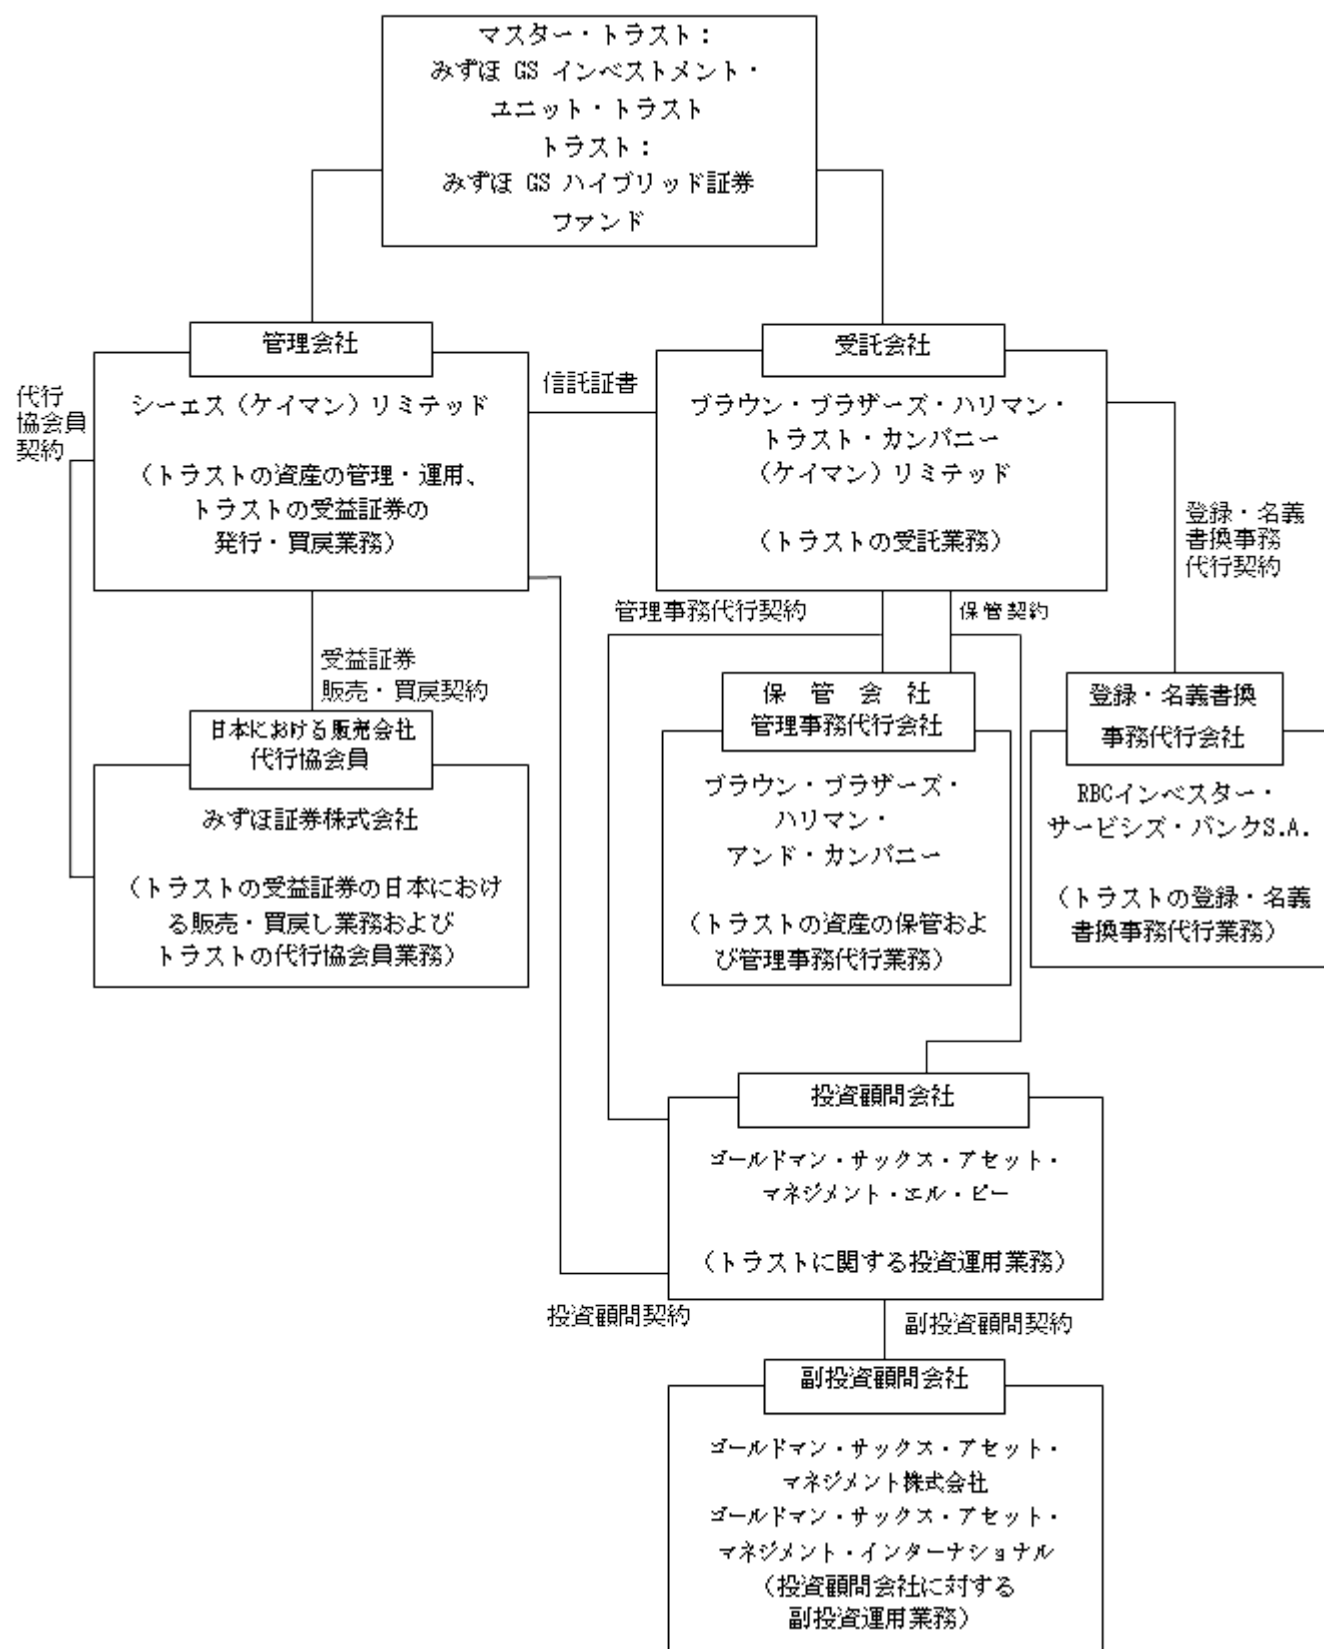 マスター・トラスト：
みずほ GS インベストメント・
ユニット・トラスト
トラスト：
みずほ GS ハイブリッド証券
ファンド
管理会社
受託会社
代行
協会員
契約
シーエス（ケイマン）リミテッド
（トラストの資産の管理・運用、
トラストの受益証券の
発行・買戻業務）
信託証書
ブラウン・ブラザーズ・ハリマン・
トラスト・カンパニー
（ケイマン）リミテッド
（トラストの受託業務）
登録・名義
書換事務
代行契約
管理事務代行契約
保管契約
受益証券
販売・買戻契約
日本における販売会社
代行協会員
みずほ証券株式会社
（トラストの受益証券の日本におけ
る販売・買戻し業務および
トラストの代行協会員業務）
保管会社
管理事務代行会社
ブラウン・ブラザーズ・
ハリマン・
アンド・カンパニー
（トラストの資産の保管およ
び管理事務代行業務）
登録・名義書換
事務代行会社
RBCインベスター・
サービシズ・バンクS.A.
（トラストの登録・名義
書換事務代行業務）
投資顧問会社
ゴールドマン・サックス・アセット・
マネジメント・エル・ピー
（トラストに関する投資運用業務）
投資顧問契約
副投資顧問契約
副投資顧問会社
ゴールドマン・サックス・アセット・
マネジメント株式会社
ゴールドマン・サックス・アセット・
マネジメント・インターナショナル
（投資顧問会社に対する
副投資運用業務）